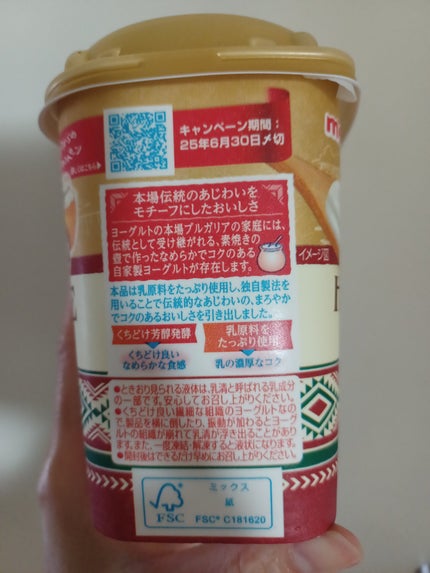 キャンペーン期間：
25年6月30日〆切
本場伝統のあじわいを
モチーフにしたおいしさ
ヨーグルトの本場ブルガリアの家庭には、
伝統として受け継がれる、素焼きの
壺で作ったなめらかでコクのある
自家製ヨーグルトが存在します。
イメージ図
本品は乳原料をたっぷり使用し、独自製法を
用いることで伝統的なあじわいの、まろやか
でコクのあるおいしさを引き出しました。
くちどけ芳醇発酵
乳原料を
たっぷり使用
くちどけ良い
なめらかな食感
乳の濃厚なコク
●ときおり見られる液体は、乳清と呼ばれる乳成分
の一部です。安心してお召し上がりください。
●くちどけ良い繊細な組織のヨーグルトなの
で、製品を横に倒したり、振動が加わるとヨーグ
ルトの組織が崩れて乳清が浮き出ることがあり
ます。また、一度凍結・解凍すると液状になります。
●開封後はできるだけ早めにお召し上がりください。
ミックス
紙
FSC
FSC® C181620